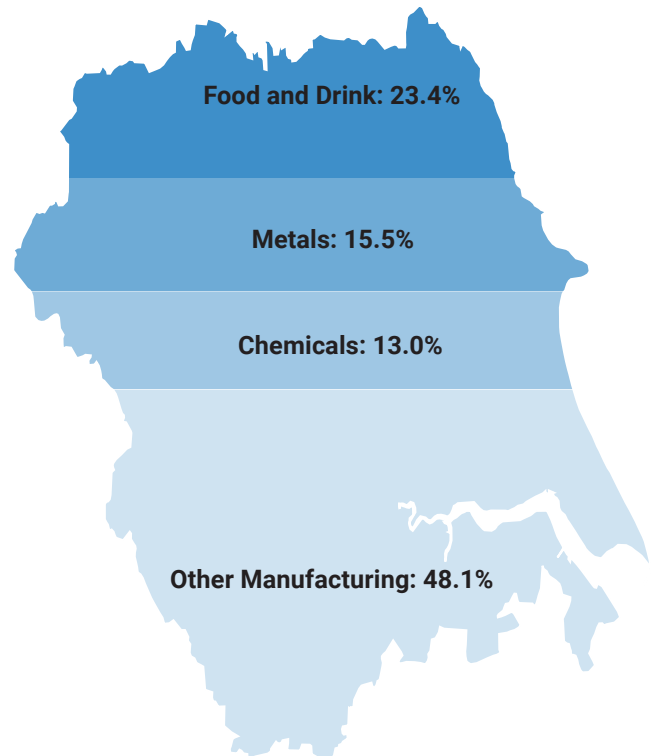 Food and Drink: 23.4%
Metals: 15.5%
Chemicals: 13.0%
Other Manufacturing: 48.1%